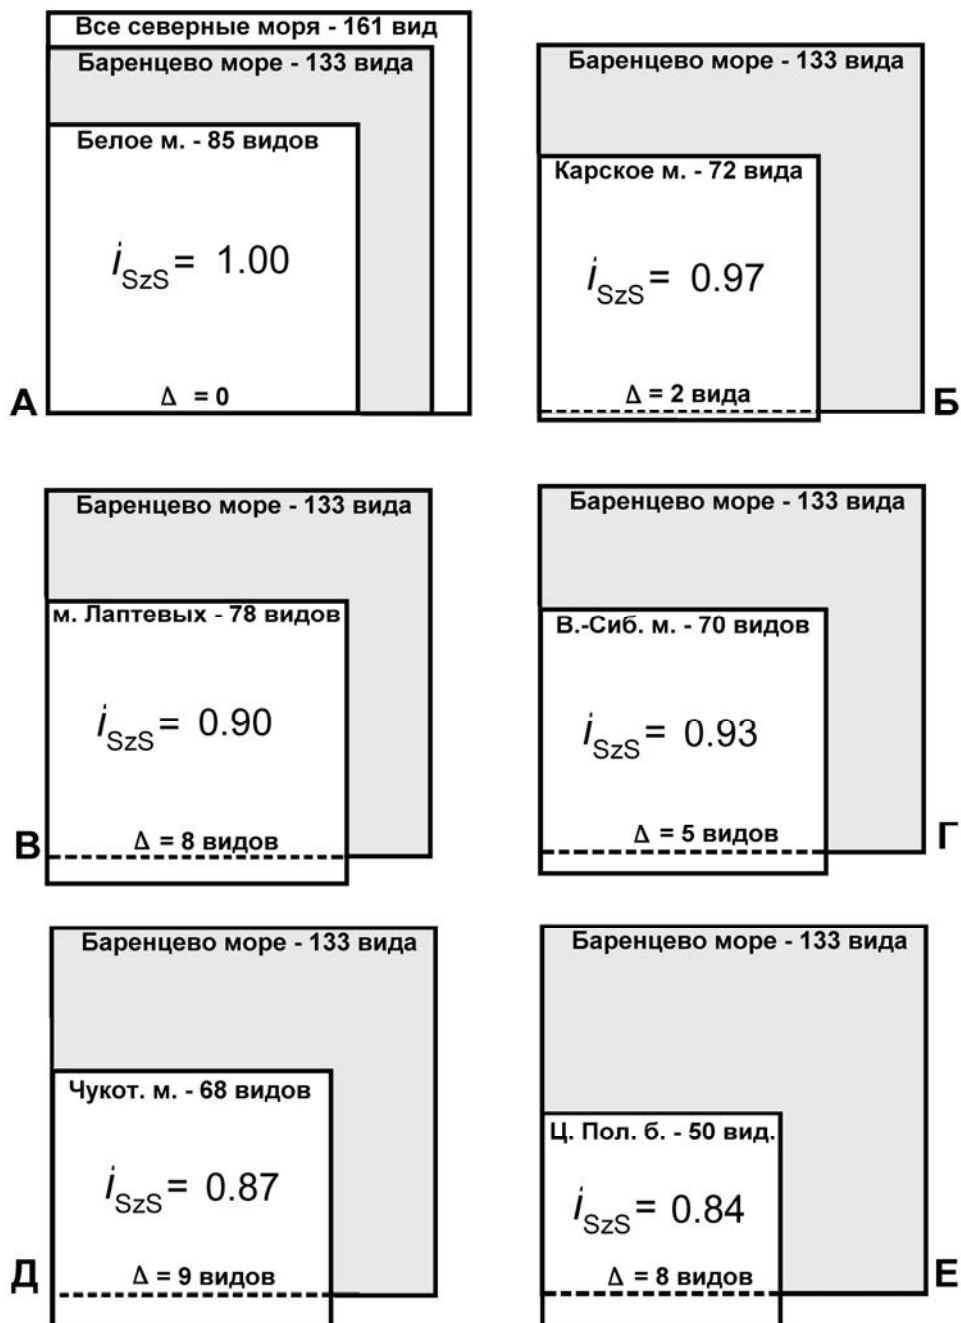 Все северные моря - 161 вид
Баренцево море - 133 вида
Белое м. - 85 видов
iSzS = 1.00
Δ = 0
А
Баренцево море - 133 вида
Карское м. - 72 вида
iSzS = 0.97
Δ = 2 вида
Б
Баренцево море - 133 вида
м. Лаптевых - 78 видов
iSzS = 0.90
Δ = 8 видов
В
Баренцево море - 133 вида
В.-Сиб. м. - 70 видов
iSzS = 0.93
Δ = 5 видов
Г
Баренцево море - 133 вида
Чукот. м. - 68 видов
iSzS = 0.87
Δ = 9 видов
Д
Баренцево море - 133 вида
Ц. Пол. б. - 50 вид.
iSzS = 0.84
Δ = 8 видов
Е